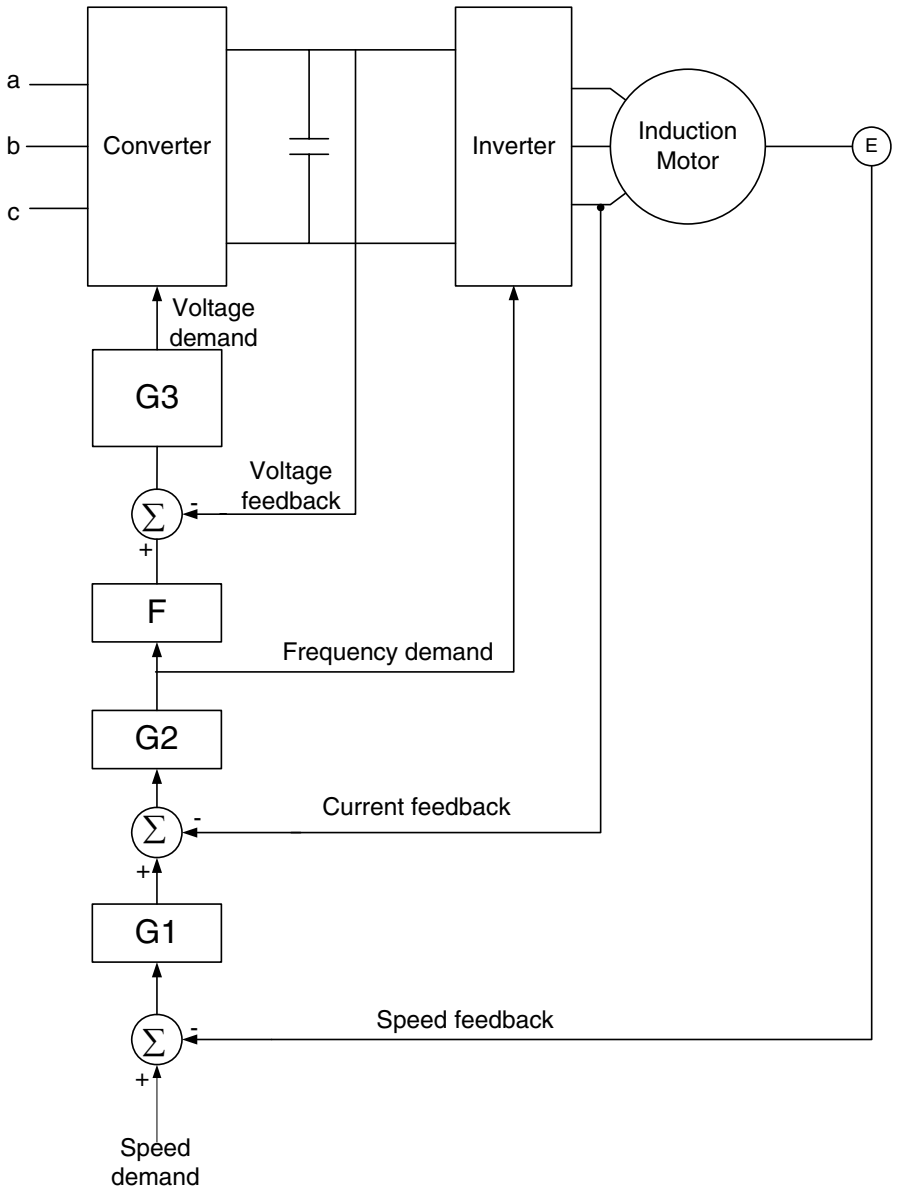 a
b
c
Converter
Inverter
Induction
Motor
E
Voltage
demand
G3
Voltage
feedback
Σ
-
+
F
Frequency demand
G2
Current feedback
Σ
-
+
G1
Speed feedback
Σ
-
+
Speed
demand